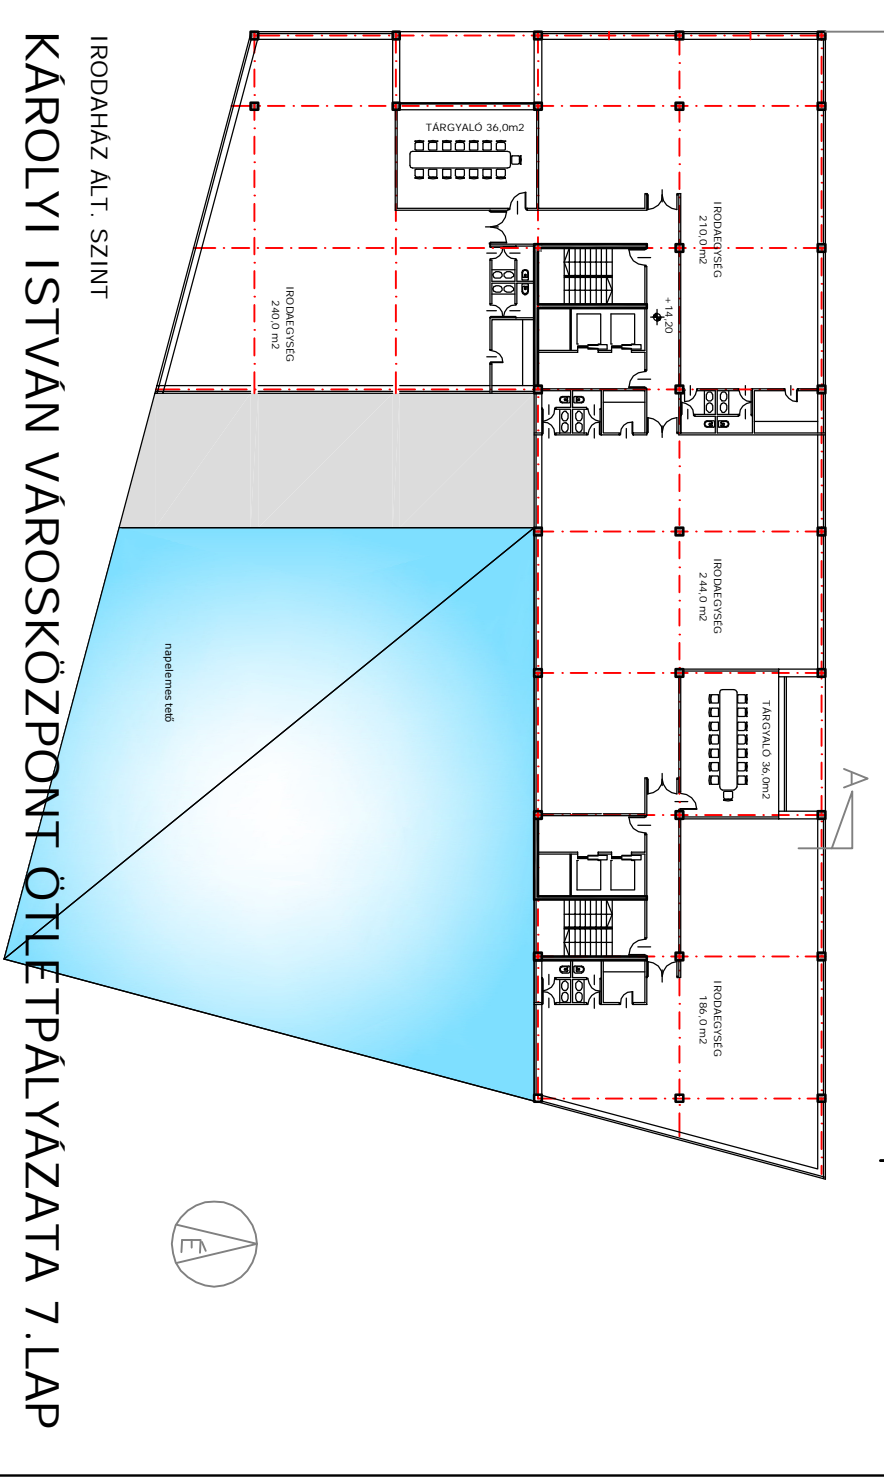 TÁRGYALÓ 36,0m2
IRODAEGYSÉG
210,0 m2
+14,20
IRODAEGYSÉG
240,0 m2
IRODAEGYSÉG
244,0 m2
TÁRGYALÓ 36,0m2
A
IRODAEGYSÉG
186,0 m2
napelemes tető
É
IRODAHÁZ ÁLT. SZINT
KÁROLYI ISTVÁN VÁROSKÖZPONT ÖTLETPÁLYÁZATA 7.LAP